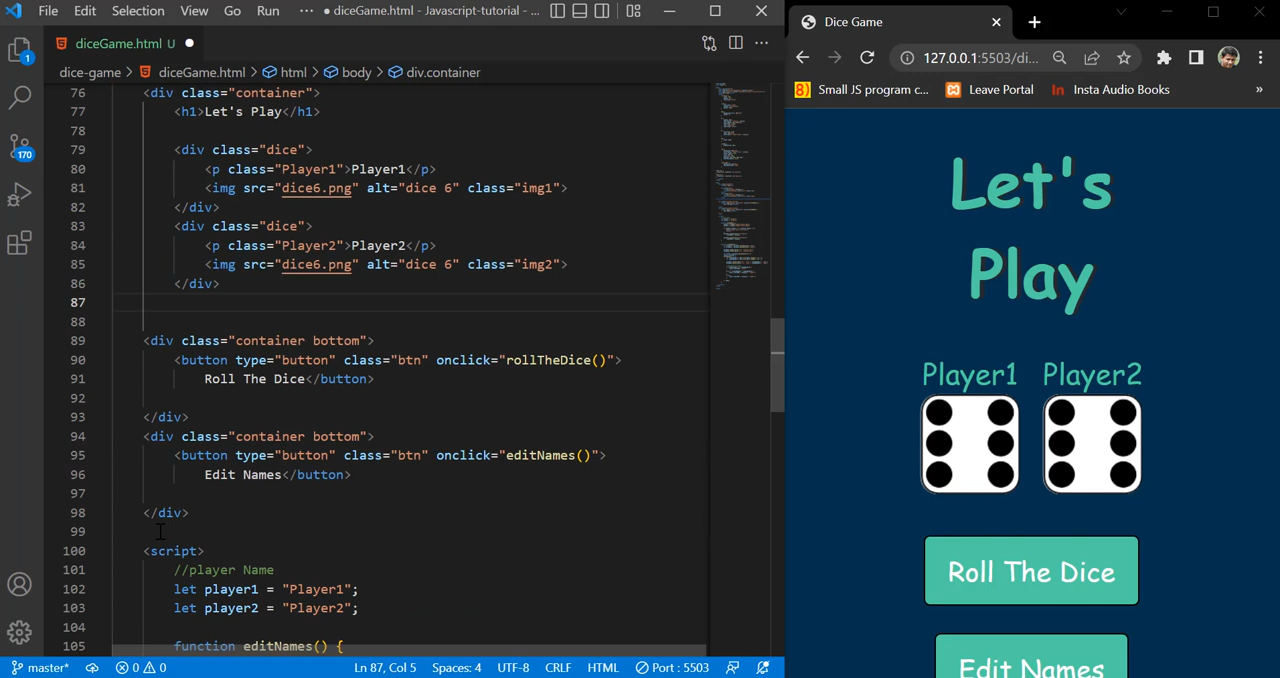 File Edit Selection View Go Run ··· ● diceGame.html - Javascript-tutorial - ...
diceGame.html U ●
dice-game > diceGame.html > html > body > div.container
76 <div class="container">
77 <h1>Let's Play</h1>
78
79 <div class="dice">
80 <p class="Player1">Player1</p>
81 <img src="dice6.png" alt="dice 6" class="img1">
82 </div>
83 <div class="dice">
84 <p class="Player2">Player2</p>
85 <img src="dice6.png" alt="dice 6" class="img2">
86 </div>
87
88
89 <div class="container bottom">
90 <button type="button" class="btn" onclick="rollTheDice()">
91 Roll The Dice</button>
92
93 </div>
94 <div class="container bottom">
95 <button type="button" class="btn" onclick="editNames()">
96 Edit Names</button>
97
98 </div>
99
100 <script>
101 //player Name
102 let player1 = "Player1";
103 let player2 = "Player2";
104
105 function editNames() {
1
170
master* 0 0 Ln 87, Col 5 Spaces: 4 UTF-8 CRLF HTML Port : 5503
Dice Game
127.0.0.1:5503/di...
Small JS program c... Leave Portal In Insta Audio Books »
Let's
Play
Player1 Player2
Roll The Dice
Edit Names